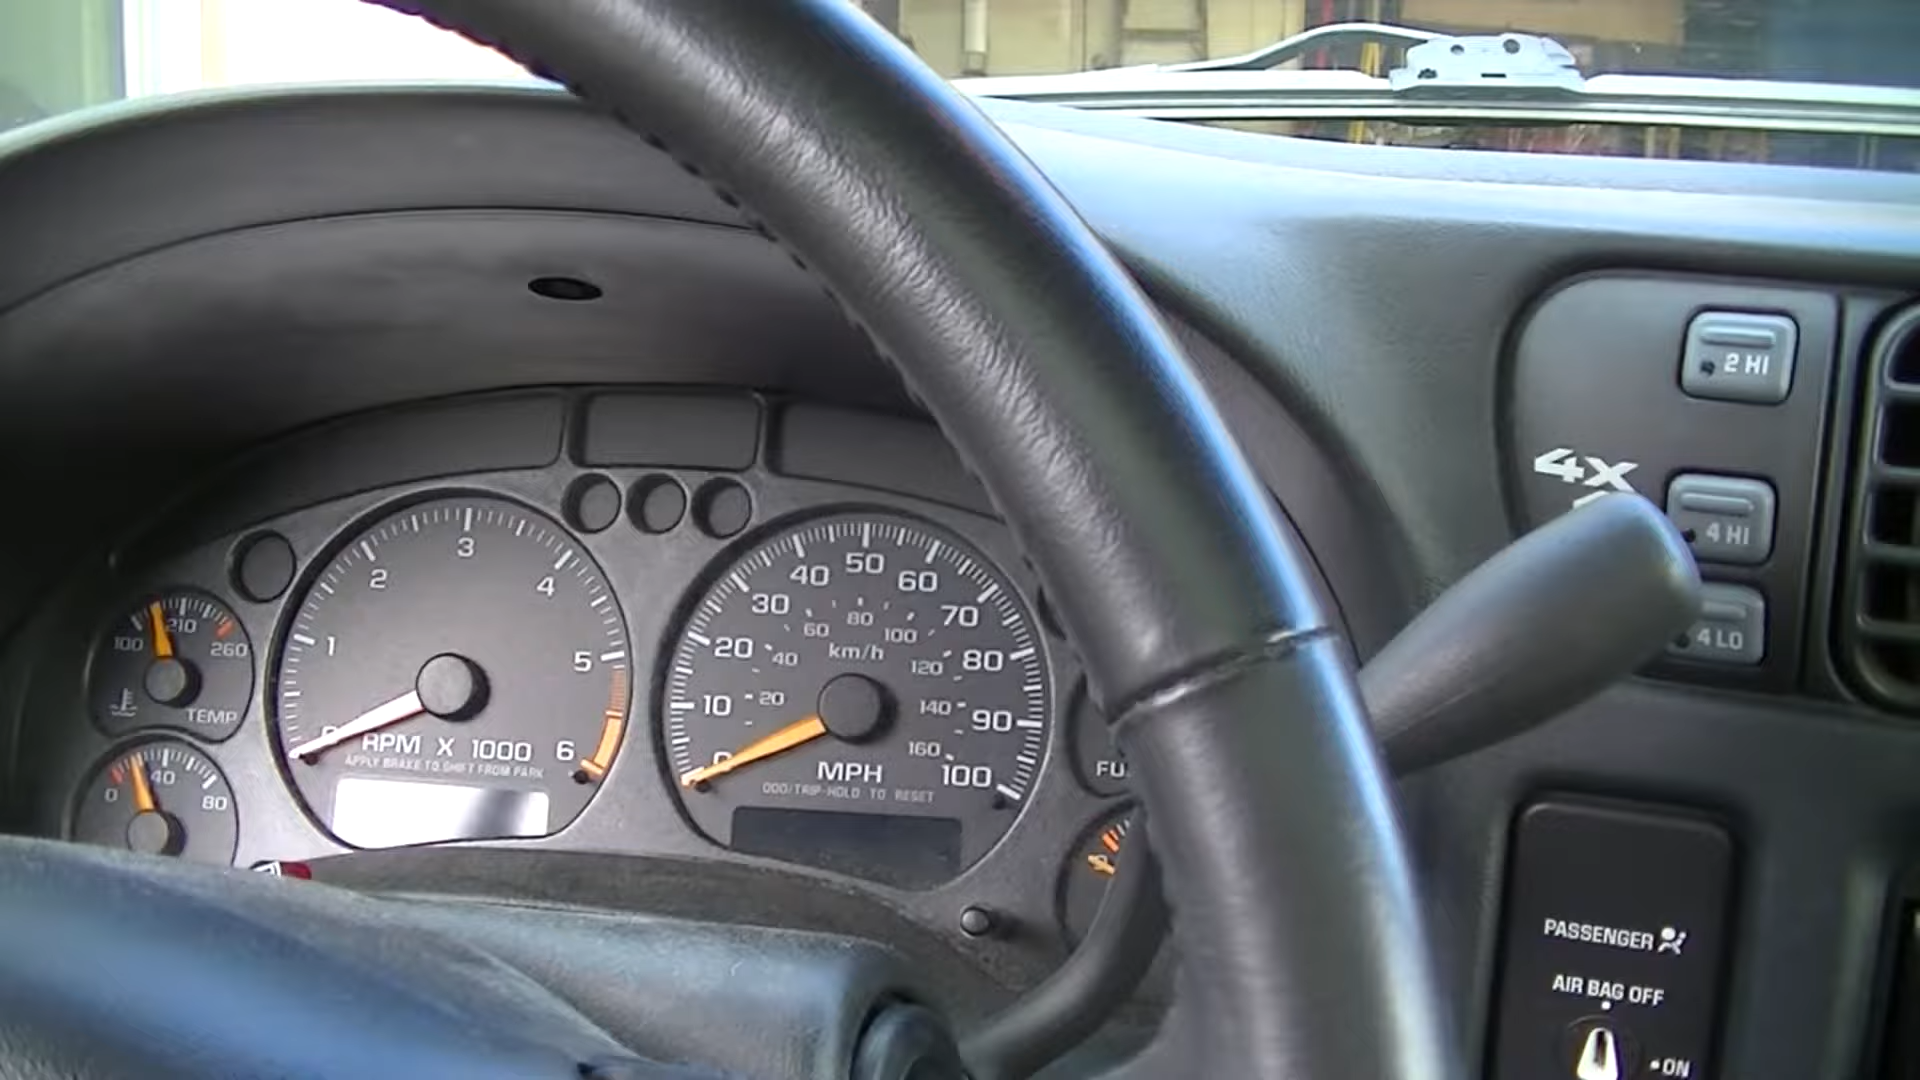 2 HI
4X
4 HI
4 LO
100
210
260
TEMP
0
40
80
0
1
2
3
4
5
6
RPM X 1000
APPLY BRAKE TO SHIFT FROM PARK
0
10
20
30
40
50
60
70
80
90
100
20
40
60
80
100
120
140
160
km/h
MPH
ODO/TRIP-HOLD TO RESET
PASSENGER
AIR BAG OFF
ON